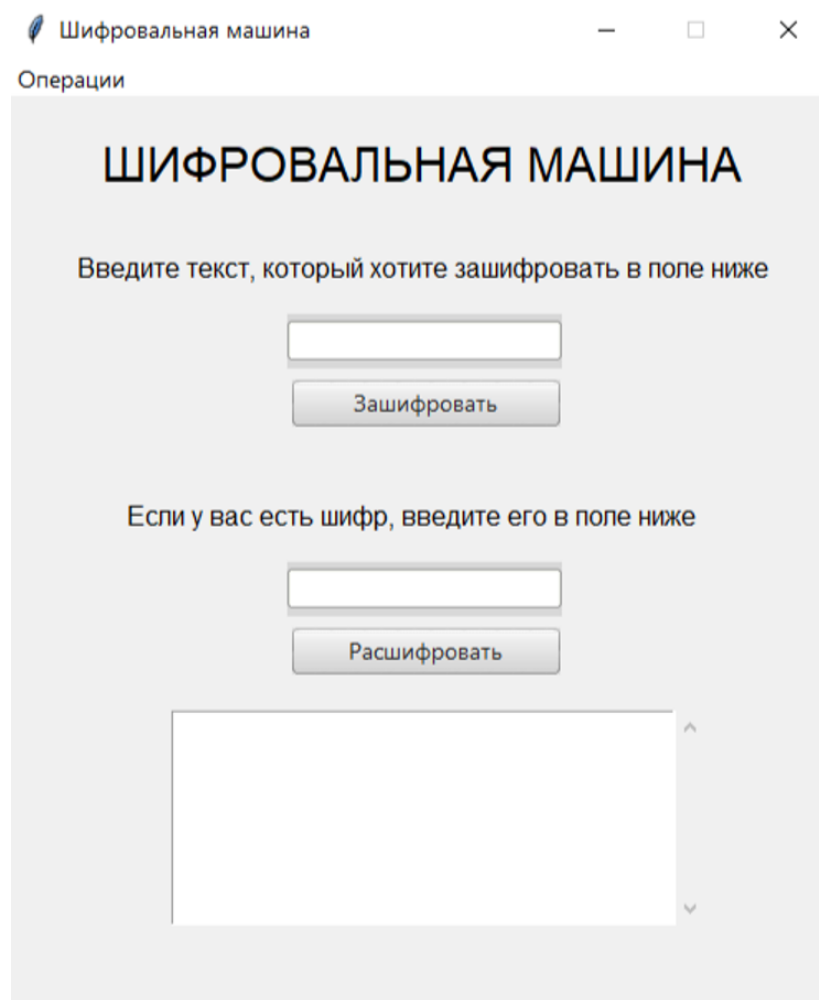 Шифровальная машина
Операции
ШИФРОВАЛЬНАЯ МАШИНА
Введите текст, который хотите зашифровать в поле ниже
Зашифровать
Если у вас есть шифр, введите его в поле ниже
Расшифровать